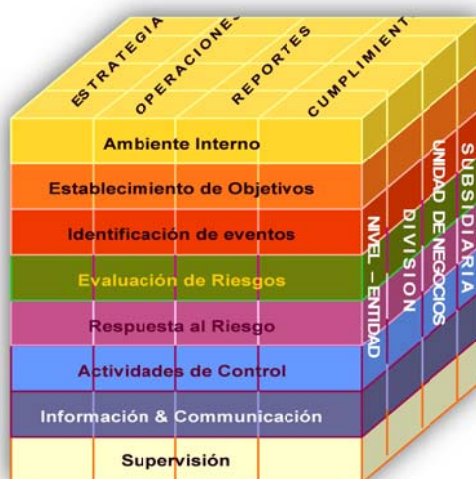 ESTRATEGIA
OPERACIONES
REPORTES
CUMPLIMIENTO
Ambiente Interno
Establecimiento de Objetivos
Identificación de eventos
Evaluación de Riesgos
Respuesta al Riesgo
Actividades de Control
Información & Communicación
Supervisión
NIVEL – ENTIDAD
DIVISION
UNIDAD DE NEGOCIOS
SUBSIDIARIA